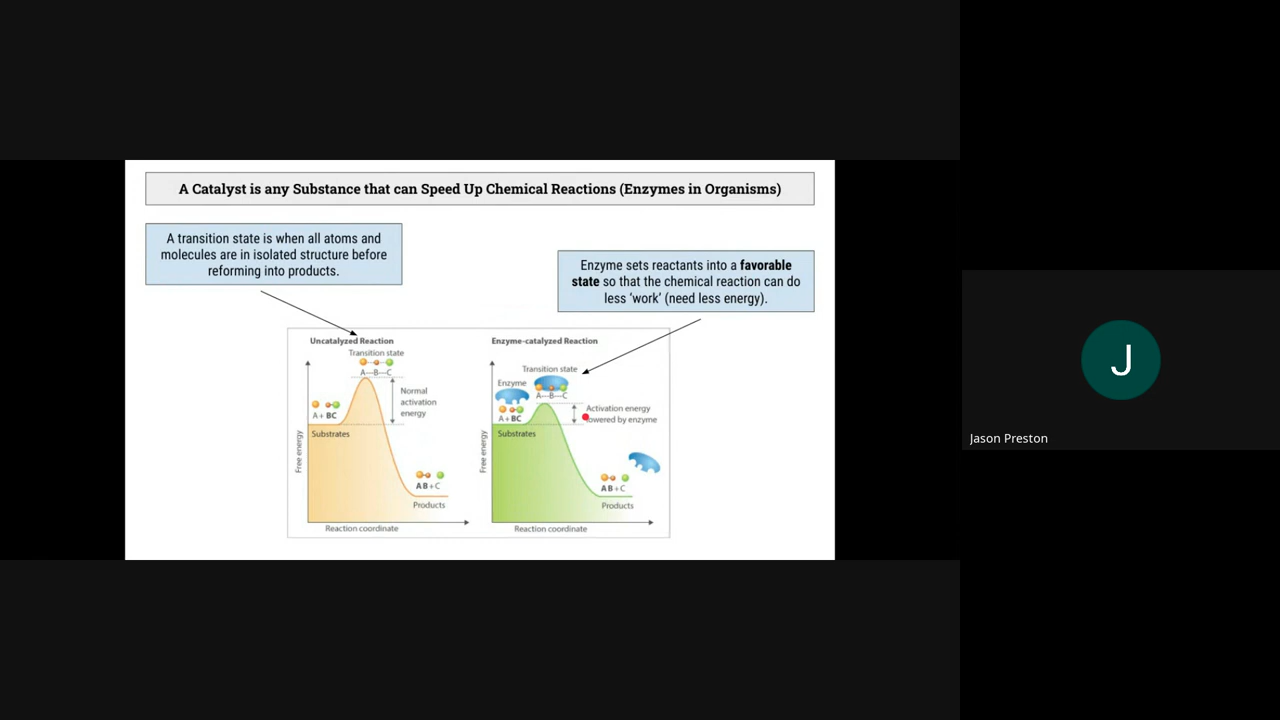 A Catalyst is any Substance that can Speed Up Chemical Reactions (Enzymes in Organisms)
A transition state is when all atoms and
molecules are in isolated structure before
reforming into products.
Enzyme sets reactants into a favorable
state so that the chemical reaction can do
less 'work' (need less energy).
Uncatalyzed Reaction
Transition state
A---B---C
Normal
activation
energy
A + BC
Substrates
Free energy
AB + C
Products
Reaction coordinate
Enzyme-catalyzed Reaction
Transition state
Enzyme
A---B---C
Activation energy
owered by enzyme
A + BC
Substrates
Free energy
AB + C
Products
Reaction coordinate
J
Jason Preston